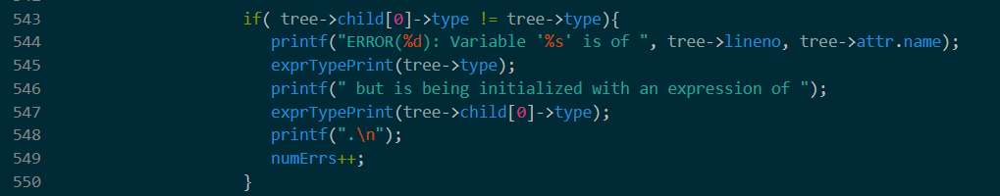 543 if( tree->child[0]->type != tree->type){
544 printf("ERROR(%d): Variable '%s' is of ", tree->lineno, tree->attr.name);
545 exprTypePrint(tree->type);
546 printf(" but is being initialized with an expression of ");
547 exprTypePrint(tree->child[0]->type);
548 printf(".\n");
549 numErrs++;
550 }